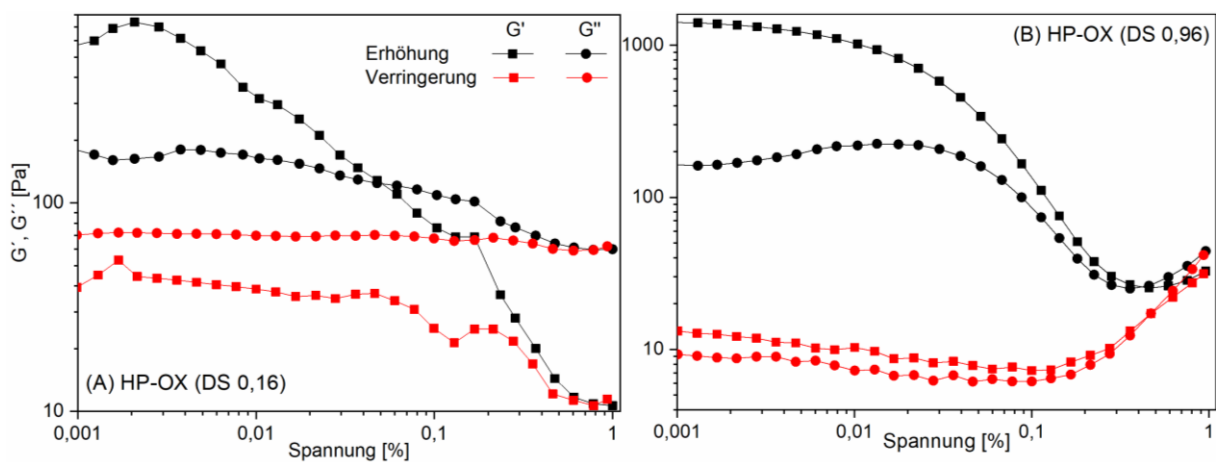 G' G''
Erhöhung
Verringerung
(A) HP-OX (DS 0,16)
G´, G´´ [Pa]
100
10
0,001 0,01 0,1 1
Spannung [%]
(B) HP-OX (DS 0,96)
1000
100
10
0,001 0,01 0,1 1
Spannung [%]